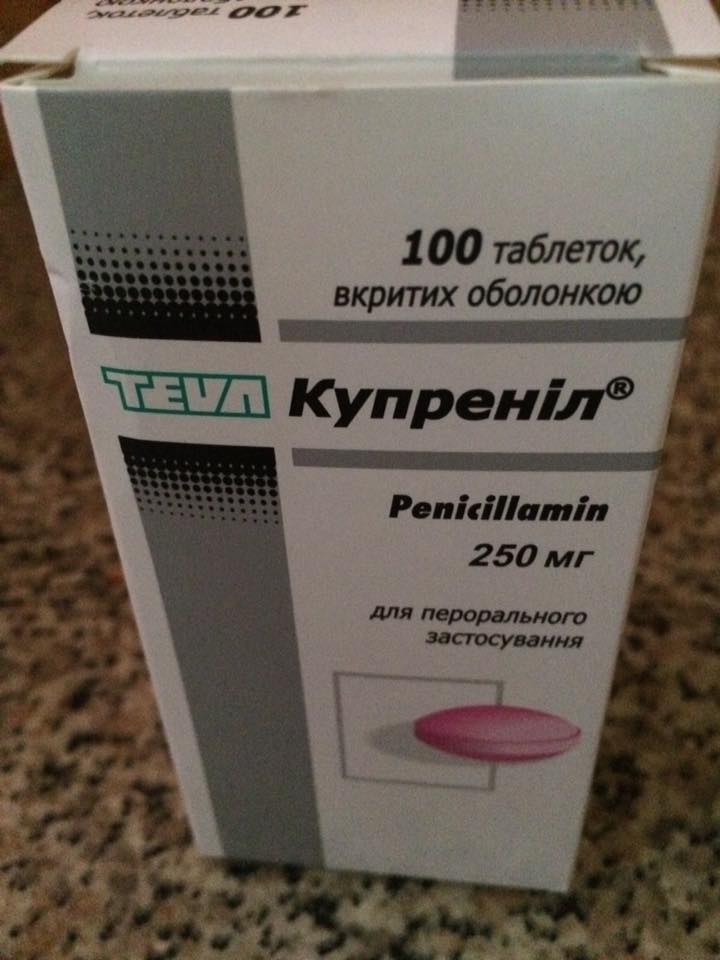 100 таблеток,
100 таблеток,
вкритих оболонкою
TEVA Купреніл®
Penicillamin
250 мг
для перорального
застосування